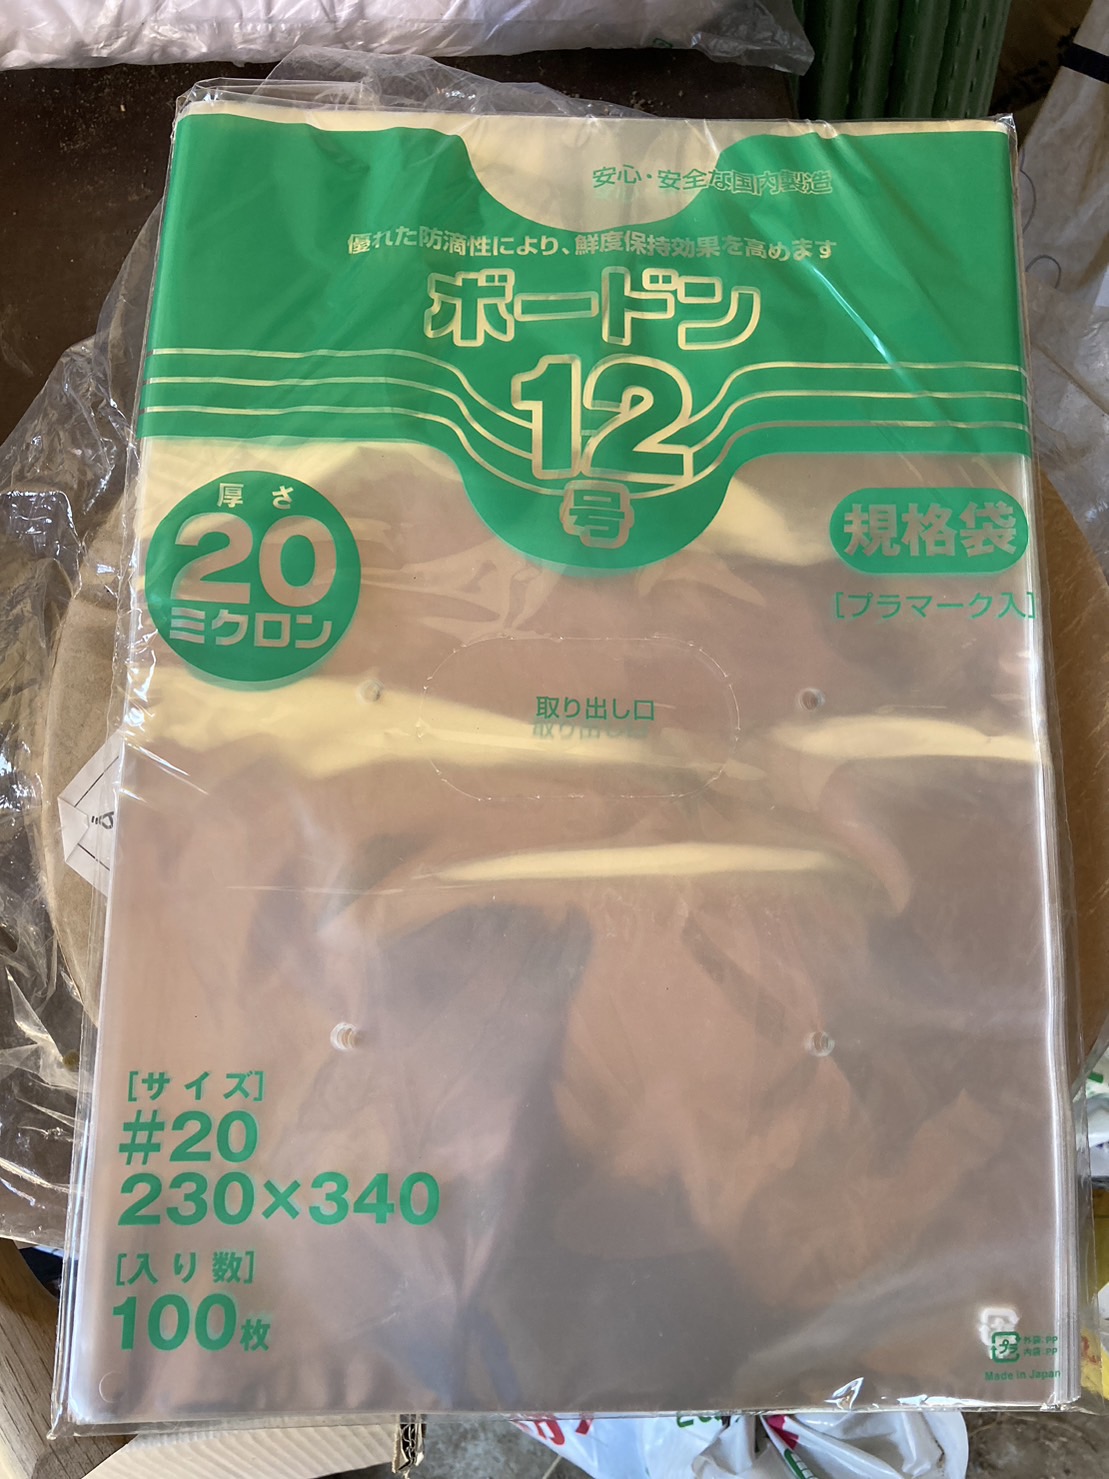 安心・安全な国内製造
優れた防滴性により、鮮度保持効果を高めます
ボードン
12
号
厚さ
20
ミクロン
規格袋
[プラマーク入]
取り出し口
[サイズ]
#20
230×340
[入り数]
100枚
プラ
外袋:PP
内袋:PP
Made in Japan